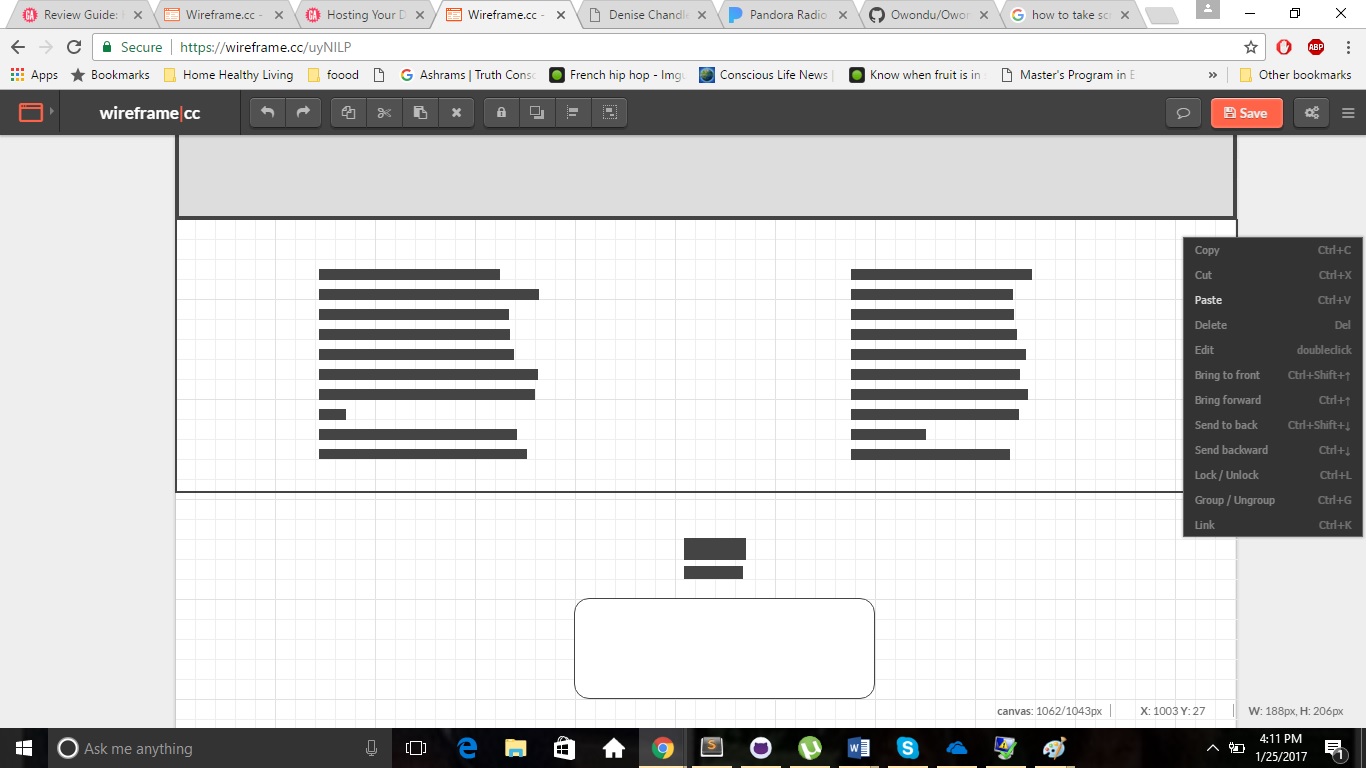 Review Guide: Wireframe.cc - Hosting Your D Wireframe.cc - Denise Chandl Pandora Radio Owondu/Owon how to take scr
Secure https://wireframe.cc/uyNILP
Apps Bookmarks Home Healthy Living foood Ashrams | Truth Consc French hip hop - Imgu Conscious Life News | Know when fruit is in s Master's Program in E » Other bookmarks
wireframe|cc Save
Copy Ctrl+C
Cut Ctrl+X
Paste Ctrl+V
Delete Del
Edit doubleclick
Bring to front Ctrl+Shift+↑
Bring forward Ctrl+↑
Send to back Ctrl+Shift+↓
Send backward Ctrl+↓
Lock / Unlock Ctrl+L
Group / Ungroup Ctrl+G
Link Ctrl+K
canvas: 1062/1043px X: 1003 Y: 27 W: 188px, H: 206px
Ask me anything 4:11 PM
1/25/2017 1